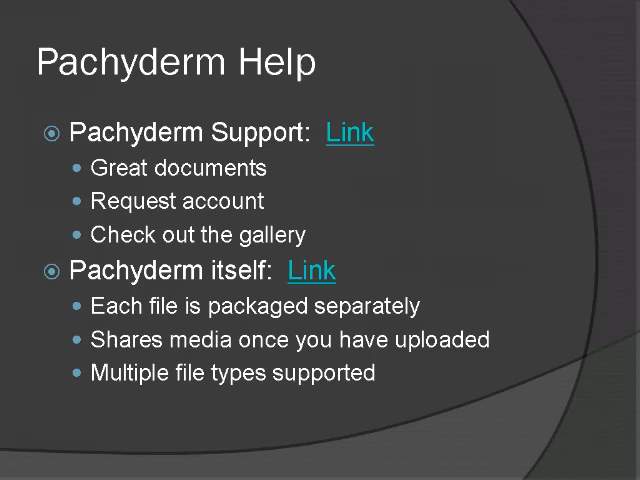 Pachyderm Help
Pachyderm Support: Link
Great documents
Request account
Check out the gallery
Pachyderm itself: Link
Each file is packaged separately
Shares media once you have uploaded
Multiple file types supported